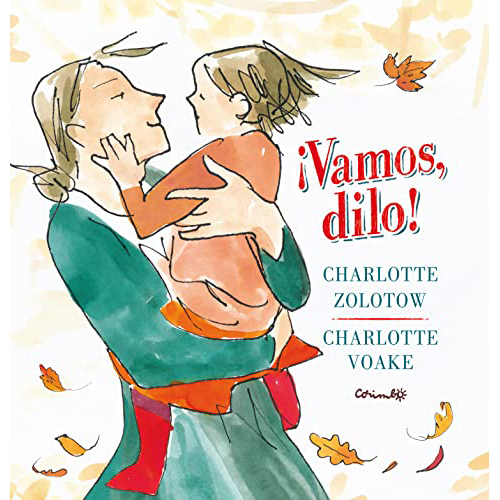 ¡Vamos,
dilo!
CHARLOTTE
ZOLOTOW
CHARLOTTE
VOAKE
Corimbo